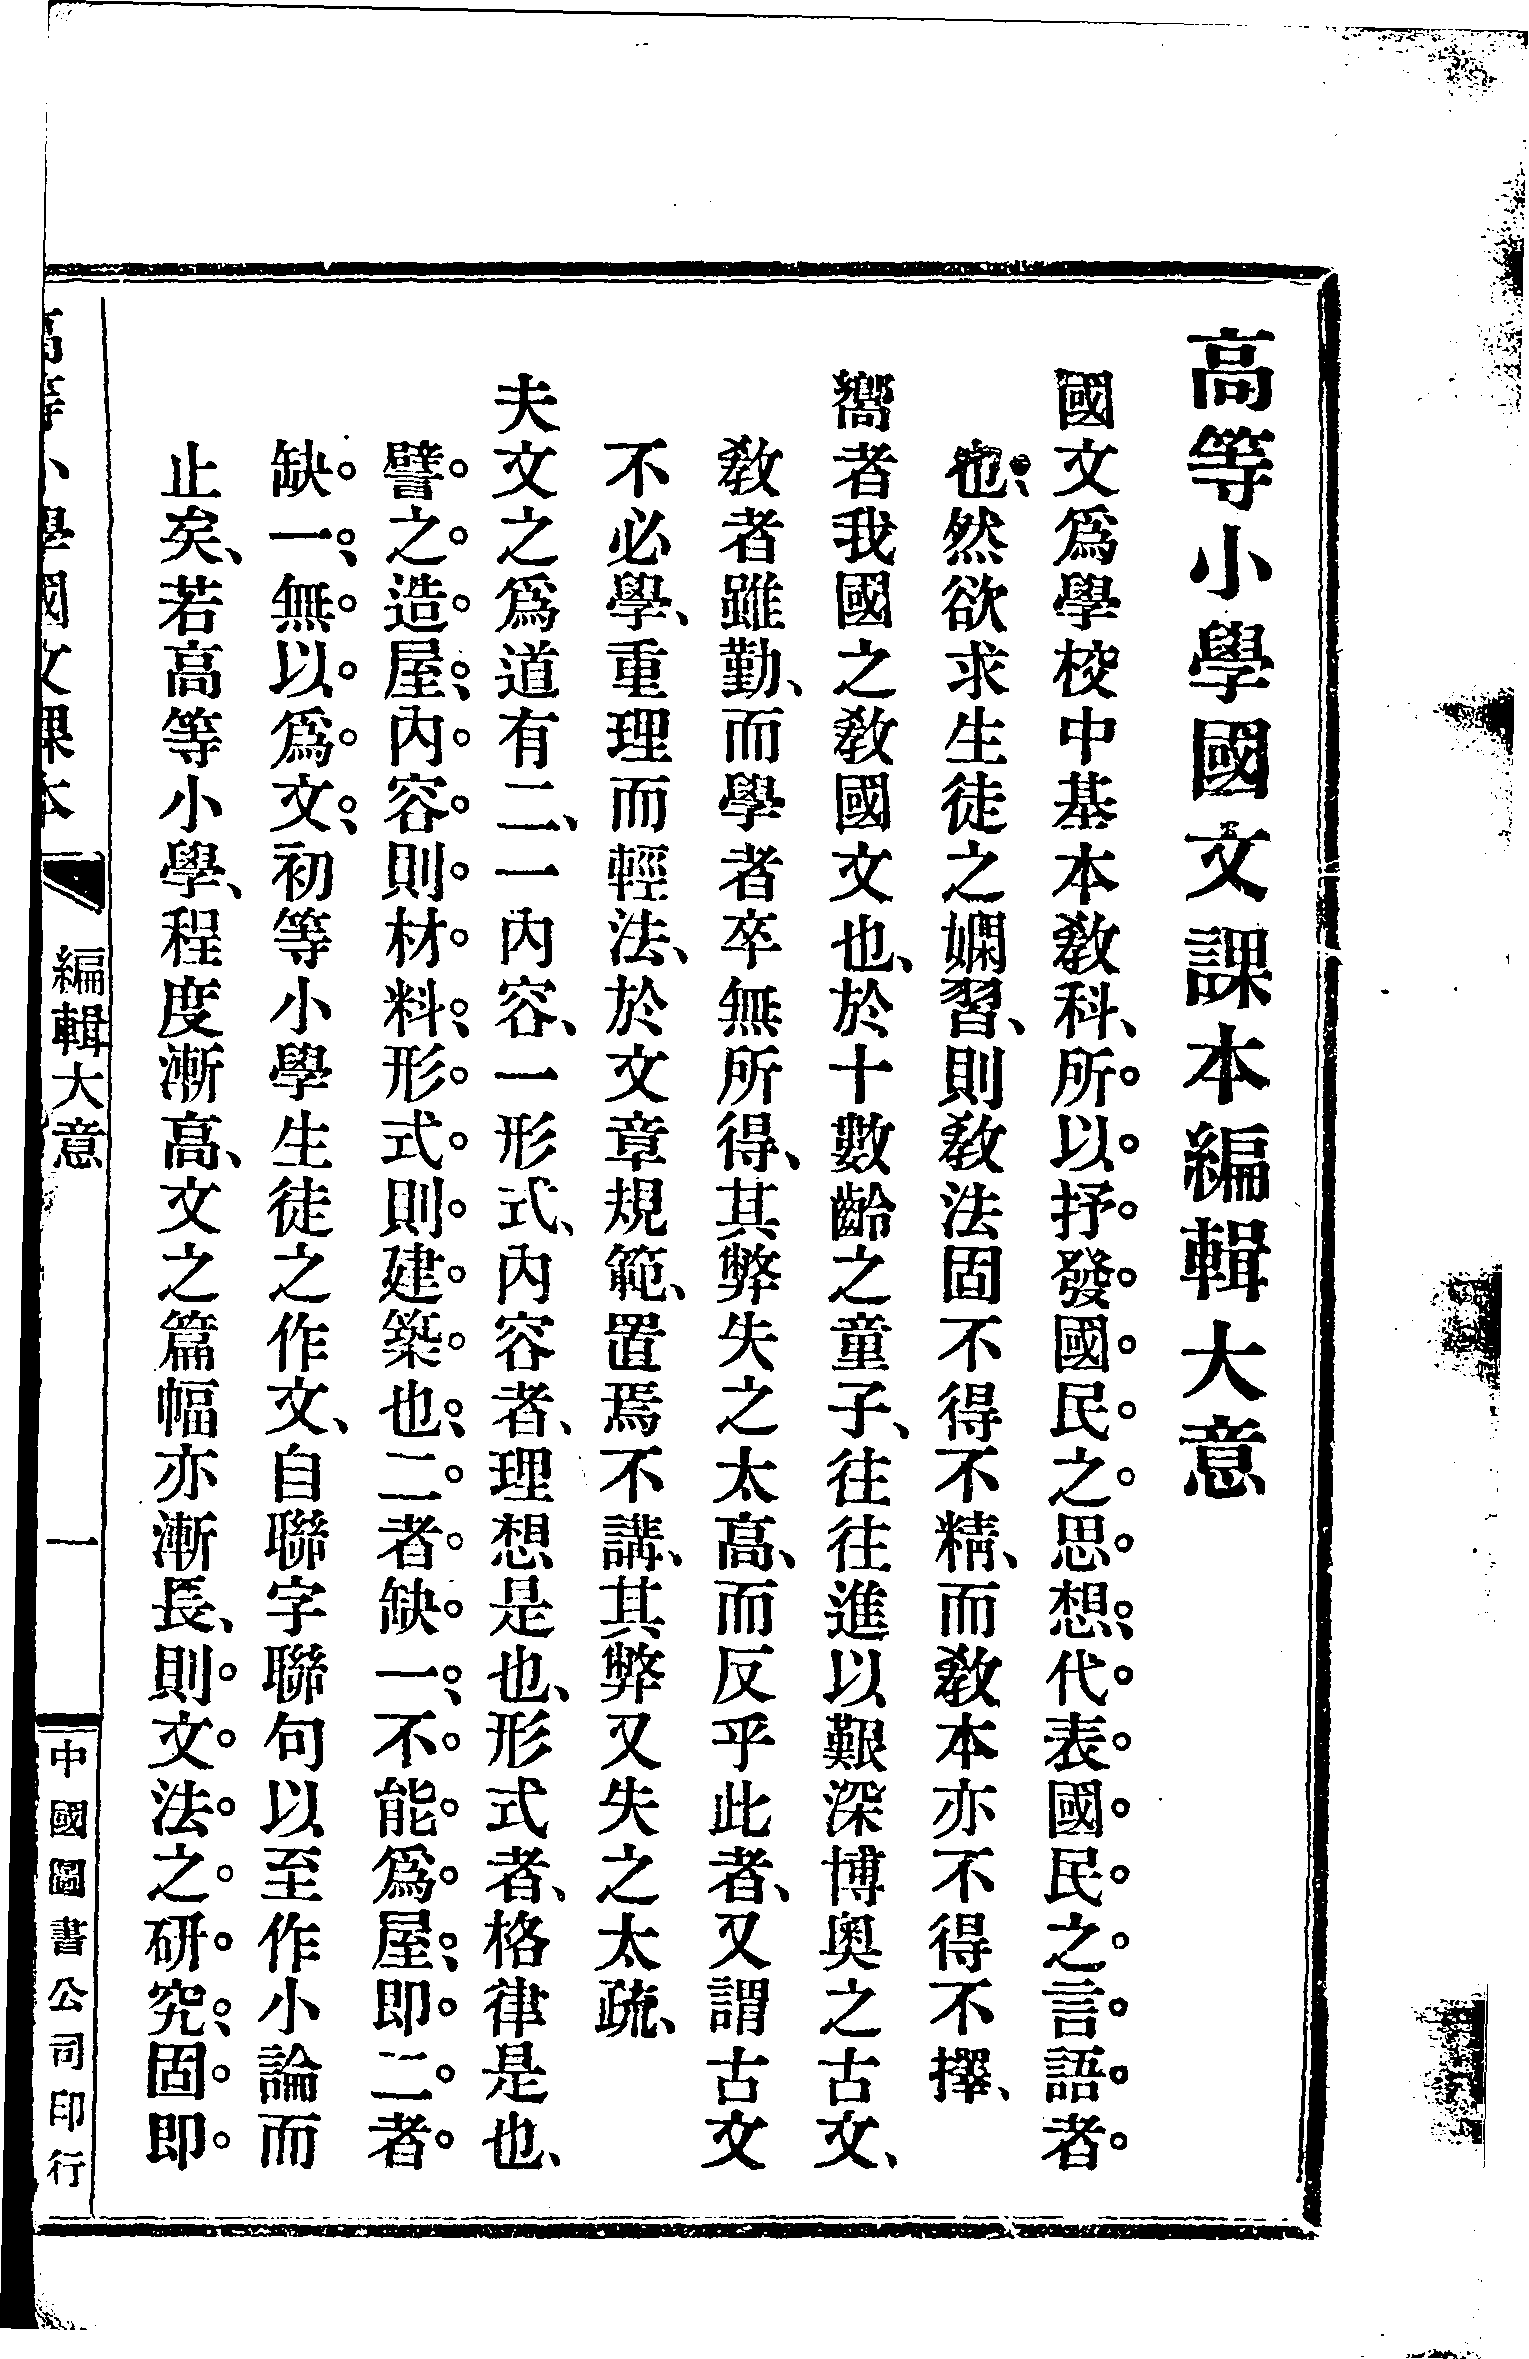 高等小學國文課本編輯大意
國文爲學校中基本敎科、所以抒發國民之思想、代表國民之言語者
也、然欲求生徒之嫻習、則敎法固不得不精、而敎本亦不得不擇、
嚮者我國之敎國文也、於十數齡之童子、往往進以艱深博奧之古文、
敎者雖勤、而學者卒無所得、其弊失之太高、而反乎此者、又謂古文
不必學、重理而輕法、於文章規範、置焉不講、其弊又失之太疏、
夫文之爲道有二、一內容、一形式、內容者、理想是也、形式者、格律是也、
譬之造屋、內容則材料、形式則建築也、二者缺一、不能爲屋、即二者
缺一、無以爲文、初等小學生徒之作文、自聯字聯句以至作小論而
止矣、若高等小學、程度漸高、文之篇幅亦漸長、則文法之研究、固即
高等小學國文課本
編輯大意
一
中國圖書公司印行